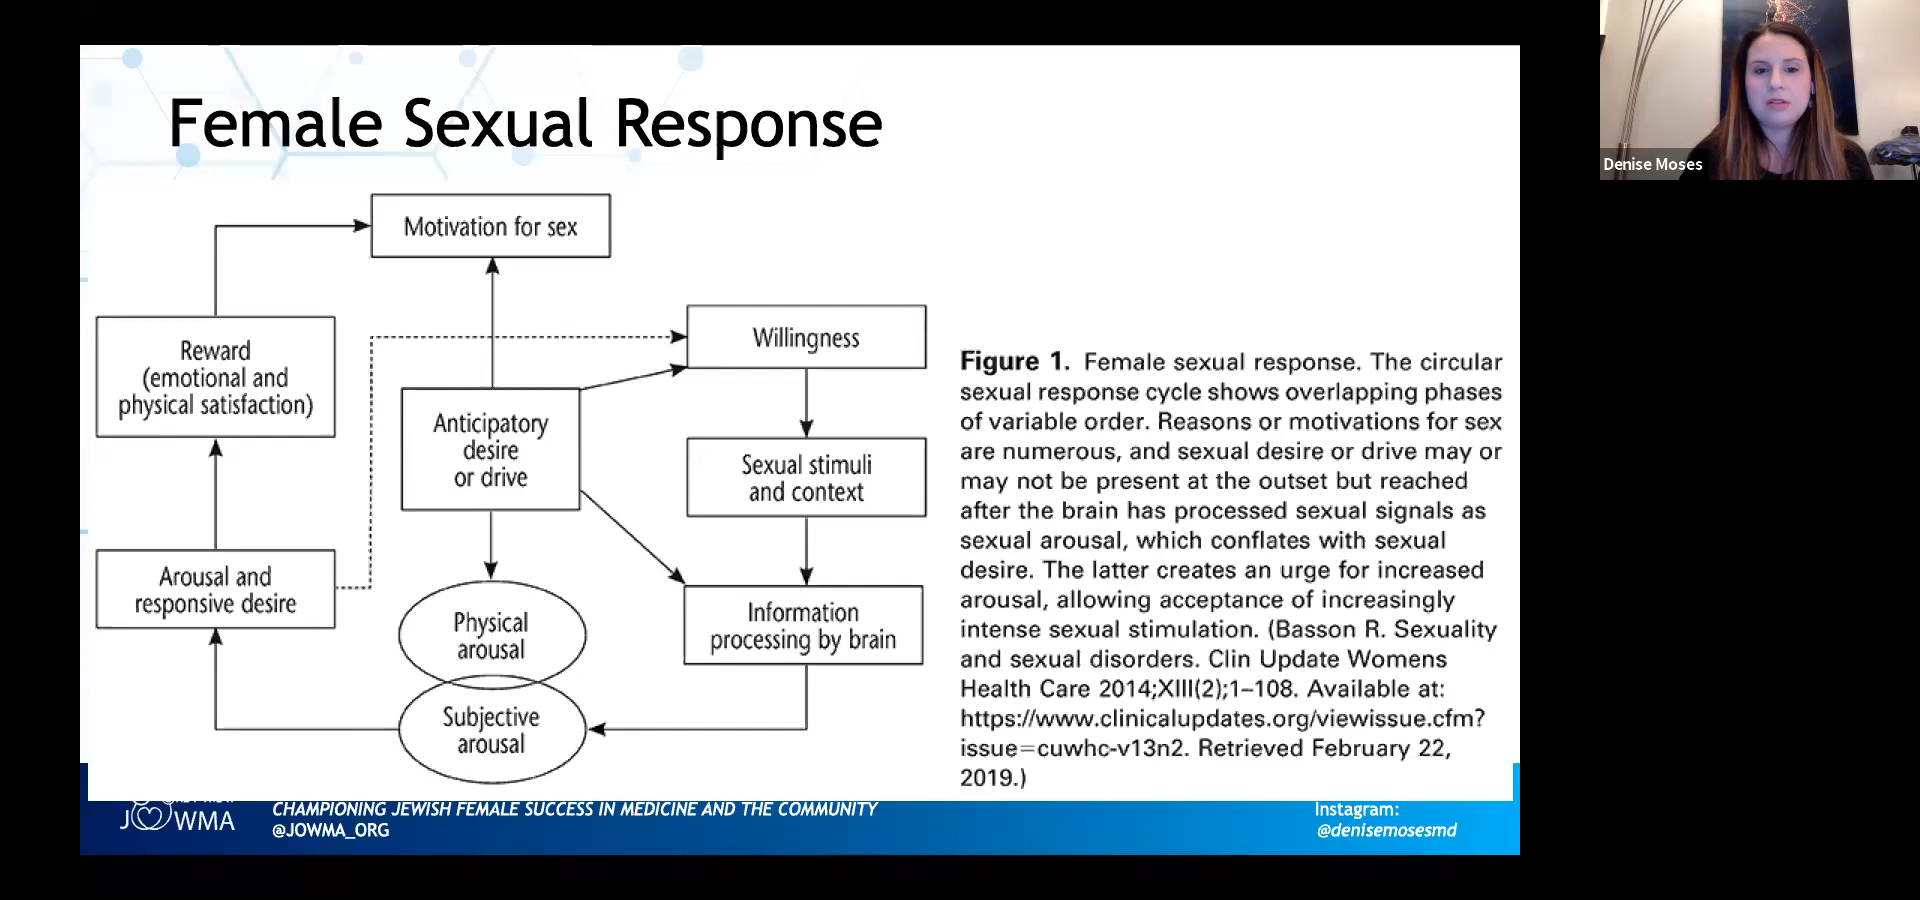 Female Sexual Response
Motivation for sex
Reward
(emotional and
physical satisfaction)
Willingness
Anticipatory
desire
or drive
Sexual stimuli
and context
Arousal and
responsive desire
Physical
arousal
Information
processing by brain
Subjective
arousal
Figure 1. Female sexual response. The circular
sexual response cycle shows overlapping phases
of variable order. Reasons or motivations for sex
are numerous, and sexual desire or drive may or
may not be present at the outset but reached
after the brain has processed sexual signals as
sexual arousal, which conflates with sexual
desire. The latter creates an urge for increased
arousal, allowing acceptance of increasingly
intense sexual stimulation. (Basson R. Sexuality
and sexual disorders. Clin Update Womens
Health Care 2014;XIII(2);1–108. Available at:
https://www.clinicalupdates.org/viewissue.cfm?
issue=cuwhc-v13n2. Retrieved February 22,
2019.)
JOWMA
CHAMPIONING JEWISH FEMALE SUCCESS IN MEDICINE AND THE COMMUNITY
@JOWMA_ORG
Instagram:
@denisemosesmd
Denise Moses